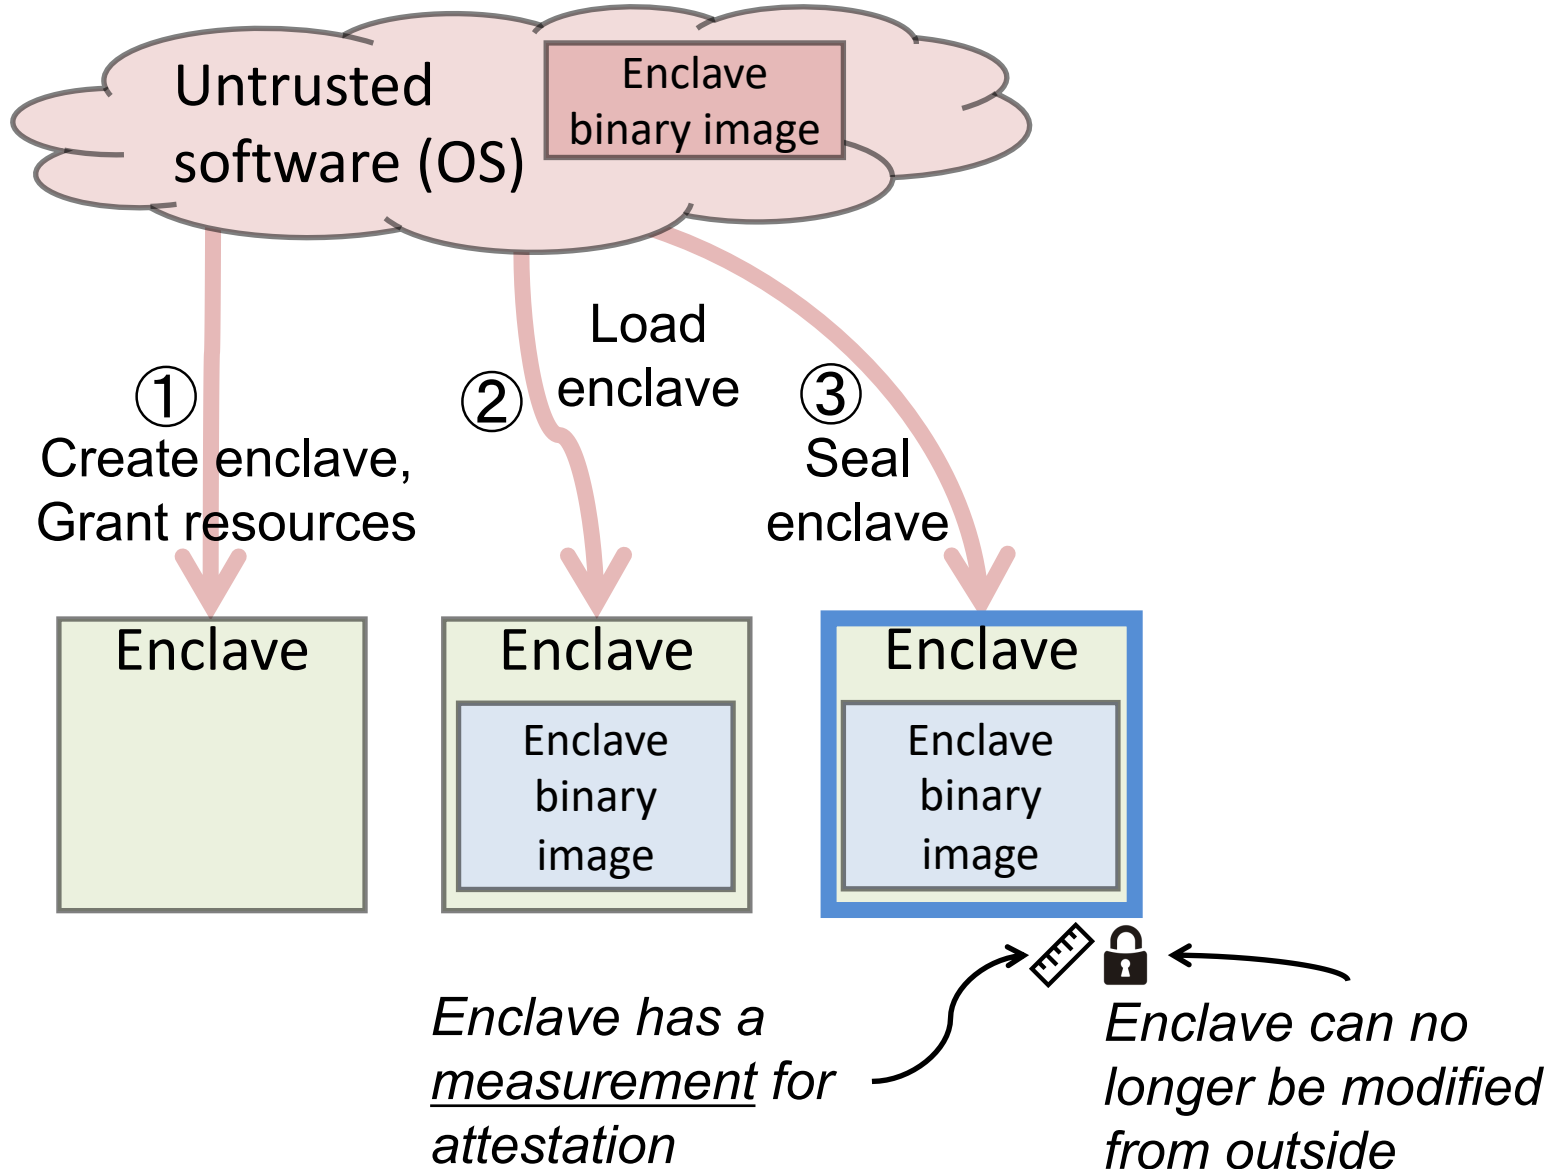 Untrusted
software (OS)
Enclave
binary image
Load
enclave
①
②
③
Create enclave,
Grant resources
Seal
enclave
Enclave
Enclave
Enclave
Enclave
binary
image
Enclave
binary
image
Enclave has a
measurement for
attestation
Enclave can no
longer be modified
from outside